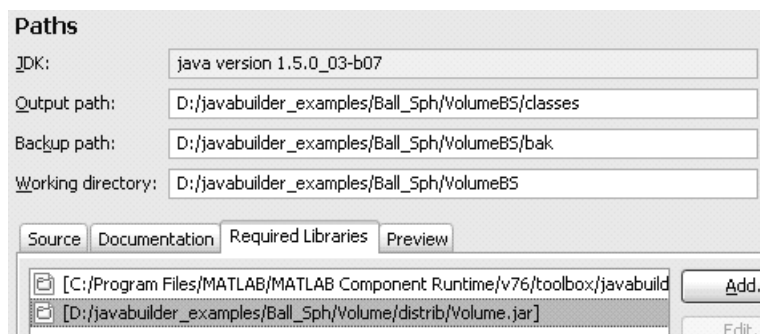 Paths
JDK: java version 1.5.0_03-b07
Output path: D:/javabuilder_examples/Ball_Sph/VolumeBS/classes
Backup path: D:/javabuilder_examples/Ball_Sph/VolumeBS/bak
Working directory: D:/javabuilder_examples/Ball_Sph/VolumeBS
Source Documentation Required Libraries Preview
[C:/Program Files/MATLAB/MATLAB Component Runtime/v76/toolbox/javabuild Add.
[D:/javabuilder_examples/Ball_Sph/Volume/distrib/Volume.jar]
Edit